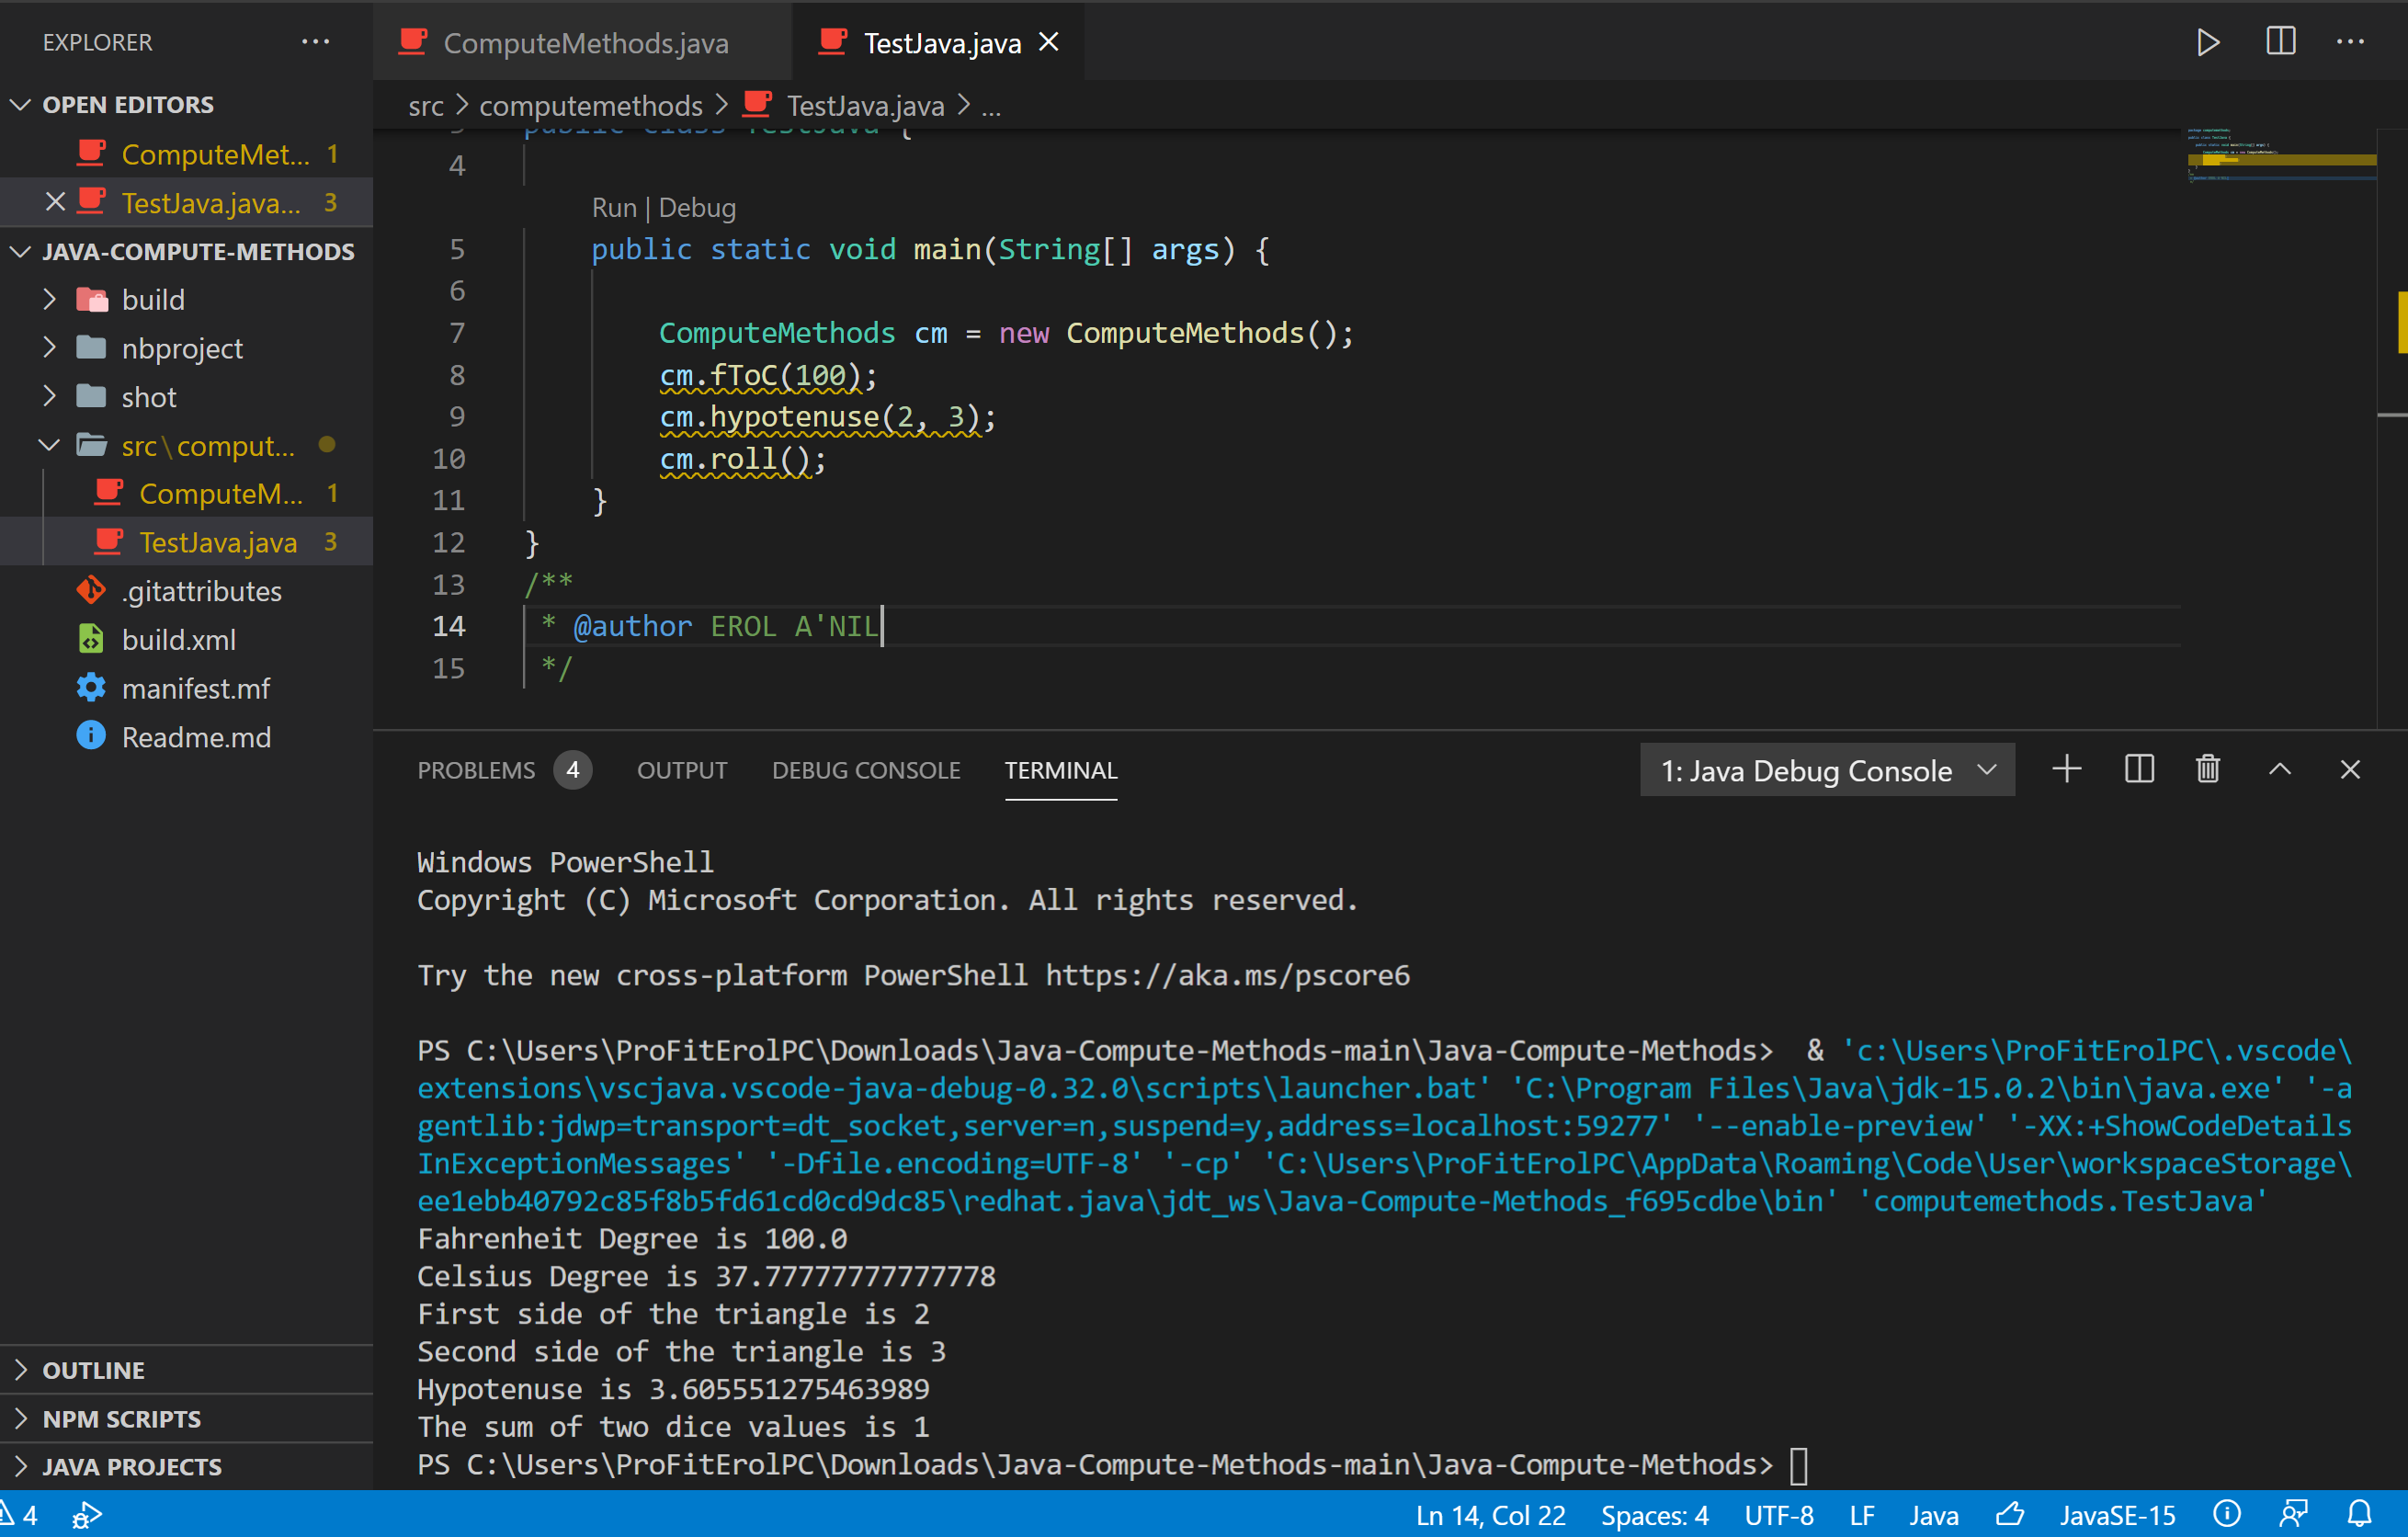 EXPLORER
ComputeMethods.java
TestJava.java
OPEN EDITORS
ComputeMet... 1
TestJava.java... 3
JAVA-COMPUTE-METHODS
build
nbproject
shot
src\comput...
ComputeM... 1
TestJava.java 3
.gitattributes
build.xml
manifest.mf
Readme.md
OUTLINE
NPM SCRIPTS
JAVA PROJECTS
src > computemethods > TestJava.java > ...
3 public class TestJava {
4
Run | Debug
5 public static void main(String[] args) {
6
7 ComputeMethods cm = new ComputeMethods();
8 cm.fToC(100);
9 cm.hypotenuse(2, 3);
10 cm.roll();
11 }
12 }
13 /**
14 * @author EROL A'NIL
15 */
PROBLEMS 4 OUTPUT DEBUG CONSOLE TERMINAL 1: Java Debug Console
Windows PowerShell
Copyright (C) Microsoft Corporation. All rights reserved.
Try the new cross-platform PowerShell https://aka.ms/pscore6
PS C:\Users\ProFitErolPC\Downloads\Java-Compute-Methods-main\Java-Compute-Methods>  & 'c:\Users\ProFitErolPC\.vscode\
extensions\vscjava.vscode-java-debug-0.32.0\scripts\launcher.bat' 'C:\Program Files\Java\jdk-15.0.2\bin\java.exe' '-a
gentlib:jdwp=transport=dt_socket,server=n,suspend=y,address=localhost:59277' '--enable-preview' '-XX:+ShowCodeDetails
InExceptionMessages' '-Dfile.encoding=UTF-8' '-cp' 'C:\Users\ProFitErolPC\AppData\Roaming\Code\User\workspaceStorage\
ee1ebb40792c85f8b5fd61cd0cd9dc85\redhat.java\jdt_ws\Java-Compute-Methods_f695cdbe\bin' 'computemethods.TestJava'
Fahrenheit Degree is 100.0
Celsius Degree is 37.77777777777778
First side of the triangle is 2
Second side of the triangle is 3
Hypotenuse is 3.605551275463989
The sum of two dice values is 1
PS C:\Users\ProFitErolPC\Downloads\Java-Compute-Methods-main\Java-Compute-Methods>
4 Ln 14, Col 22 Spaces: 4 UTF-8 LF Java JavaSE-15